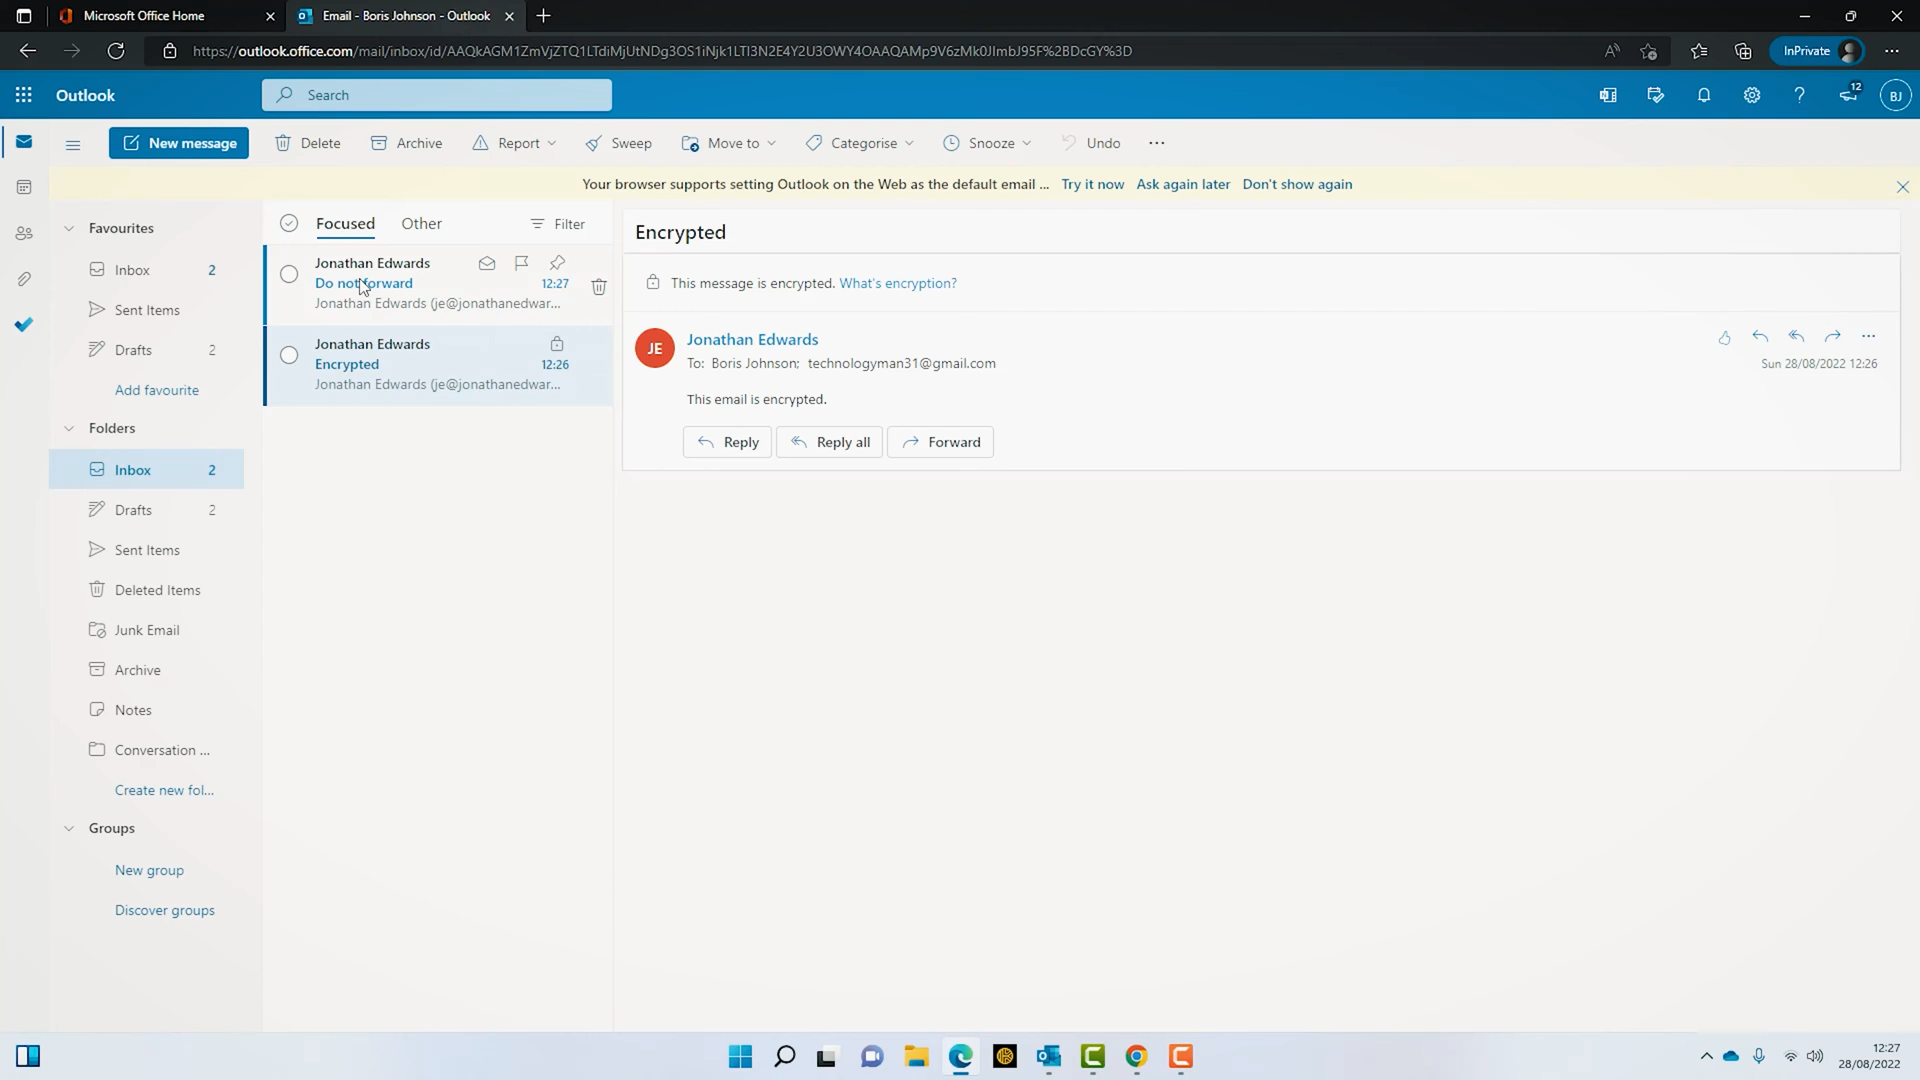 Microsoft Office Home
Email - Boris Johnson - Outlook
https://outlook.office.com/mail/inbox/id/AAQkAGM1ZmVjZTQ1LTdiMjUtNDg3OS1iNjk1LTI3N2E4Y2U3OWY4OAAQAMp9V6zMk0JImbJ95F%2BDcGY%3D
InPrivate
Outlook
Search
12
BJ
New message
Delete
Archive
Report
Sweep
Move to
Categorise
Snooze
Undo
Your browser supports setting Outlook on the Web as the default email ... Try it now Ask again later Don't show again
Favourites
Inbox 2
Sent Items
Drafts 2
Add favourite
Folders
Inbox 2
Drafts 2
Sent Items
Deleted Items
Junk Email
Archive
Notes
Conversation ...
Create new fol...
Groups
New group
Discover groups
Focused Other Filter
Jonathan Edwards
Do not forward 12:27
Jonathan Edwards (je@jonathanedwar...
Jonathan Edwards
Encrypted 12:26
Jonathan Edwards (je@jonathanedwar...
Encrypted
This message is encrypted. What's encryption?
JE
Jonathan Edwards
To: Boris Johnson; technologyman31@gmail.com
Sun 28/08/2022 12:26
This email is encrypted.
Reply
Reply all
Forward
12:27
28/08/2022